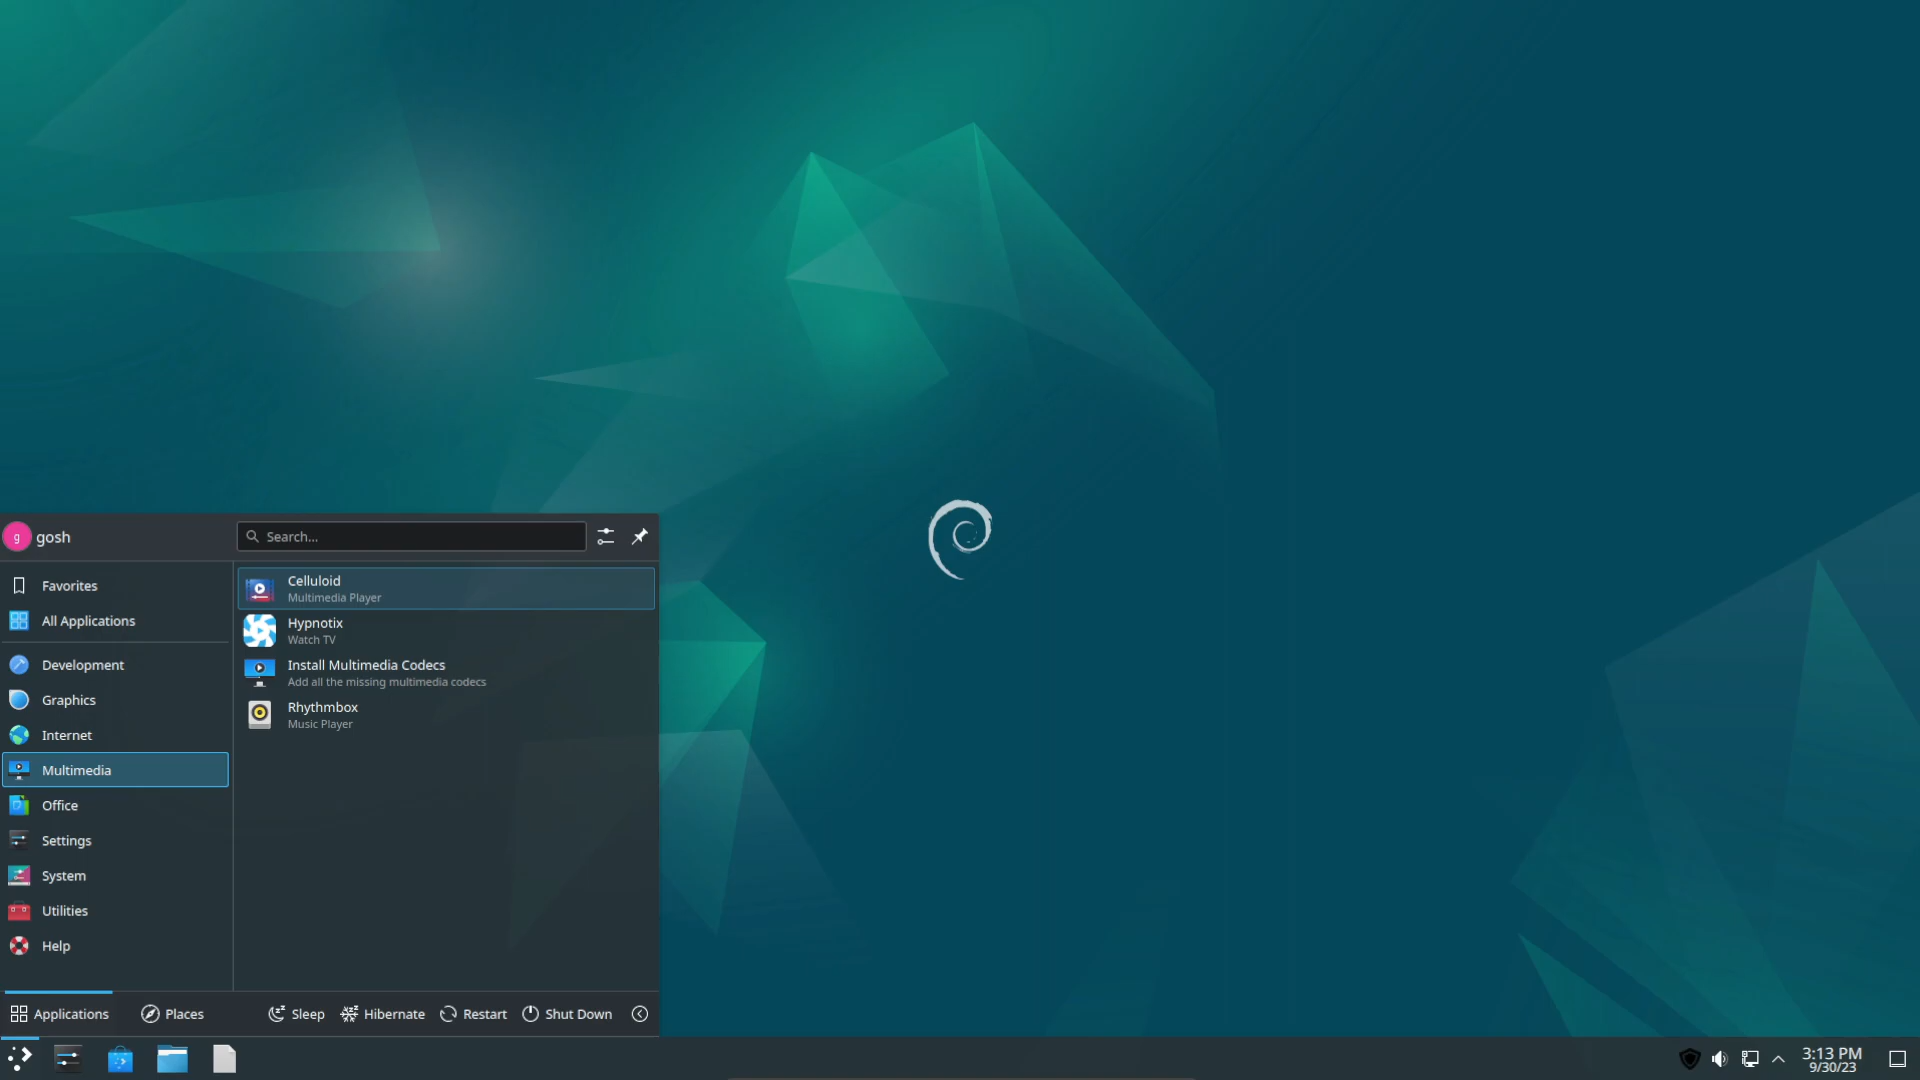 g
gosh
Search...
Favorites
All Applications
Development
Graphics
Internet
Multimedia
Office
Settings
System
Utilities
Help
Celluloid
Multimedia Player
Hypnotix
Watch TV
Install Multimedia Codecs
Add all the missing multimedia codecs
Rhythmbox
Music Player
Applications
Places
Sleep
Hibernate
Restart
Shut Down
3:13 PM
9/30/23